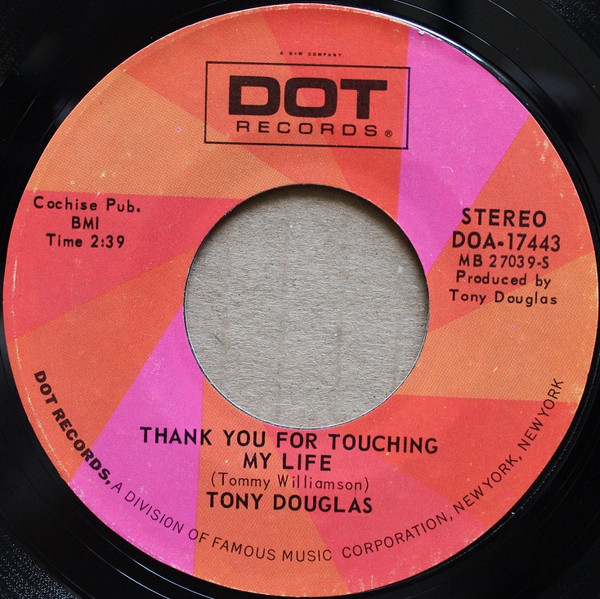 A G+W COMPANY
DOT
RECORDS®
Cochise Pub.
BMI
Time 2:39
STEREO
DOA-17443
MB 27039-S
Produced by
Tony Douglas
THANK YOU FOR TOUCHING
MY LIFE
(Tommy Williamson)
TONY DOUGLAS
DOT RECORDS, A DIVISION OF FAMOUS MUSIC CORPORATION, NEW YORK, NEW YORK